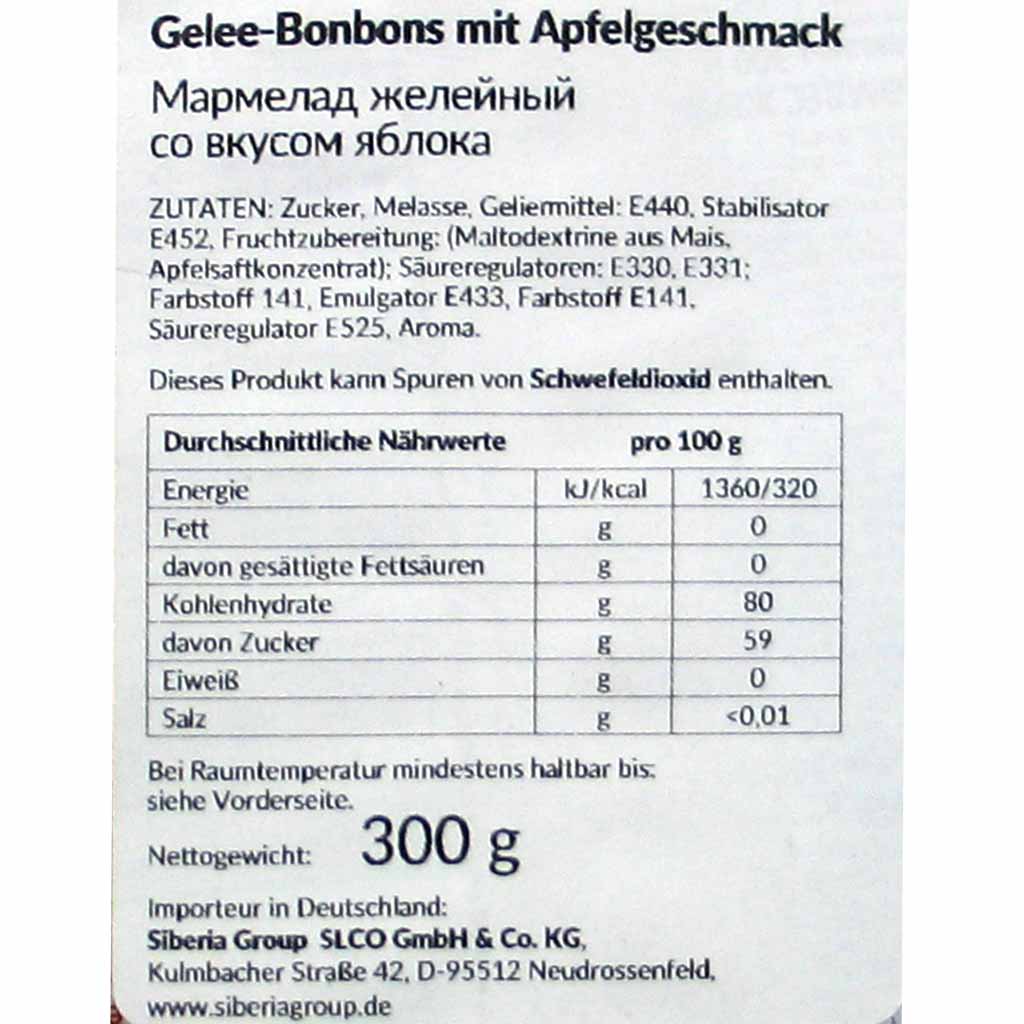 Gelee-Bonbons mit Apfelgeschmack
Мармелад желейный
со вкусом яблока
ZUTATEN: Zucker, Melasse, Geliermittel: E440, Stabilisator
E452, Fruchtzubereitung: (Maltodextrine aus Mais,
Apfelsaftkonzentrat); Säureregulatoren: E330, E331;
Farbstoff 141, Emulgator E433, Farbstoff E141,
Säureregulator E525, Aroma.
Dieses Produkt kann Spuren von Schwefeldioxid enthalten.
Durchschnittliche Nährwerte pro 100 g
Energie kJ/kcal 1360/320
Fett g 0
davon gesättigte Fettsäuren g 0
Kohlenhydrate g 80
davon Zucker g 59
Eiweiß g 0
Salz g <0,01
Bei Raumtemperatur mindestens haltbar bis:
siehe Vorderseite.
Nettogewicht: 300 g
Importeur in Deutschland:
Siberia Group SLCO GmbH & Co. KG,
Kulmbacher Straße 42, D-95512 Neudrossenfeld,
www.siberiagroup.de